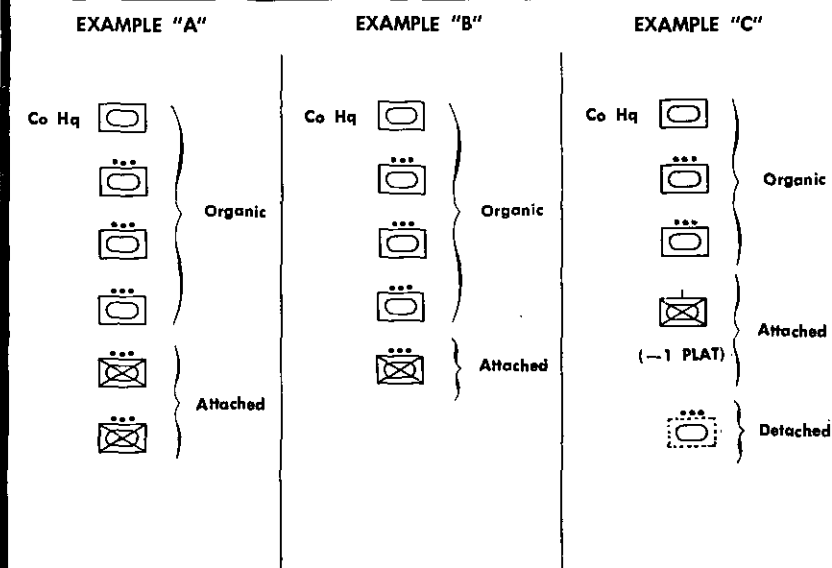 EXAMPLE "A"
Co Hq
Organic
Attached
EXAMPLE "B"
Co Hq
Organic
Attached
EXAMPLE "C"
Co Hq
Organic
Attached
(—1 PLAT)
Detached